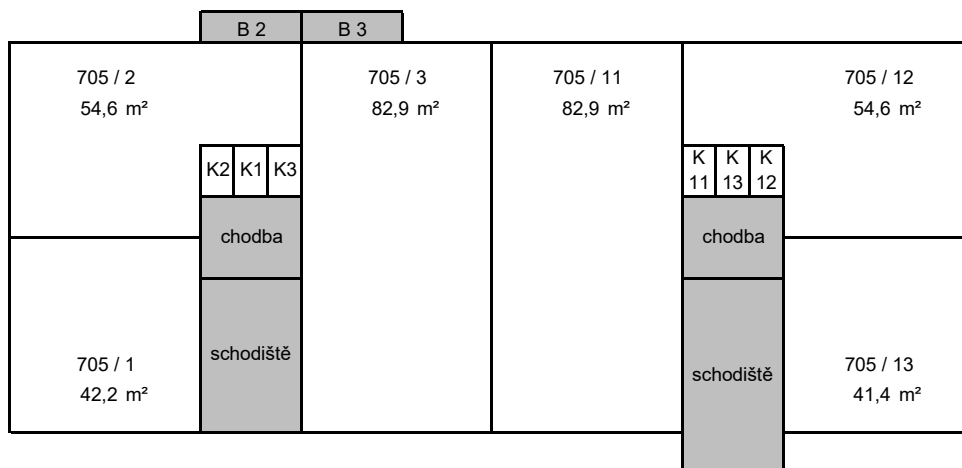 B 2
B 3
705 / 2
54,6 m²
705 / 3
82,9 m²
705 / 11
82,9 m²
705 / 12
54,6 m²
K2
K1
K3
K
11
K
13
K
12
chodba
chodba
schodiště
schodiště
705 / 1
42,2 m²
705 / 13
41,4 m²